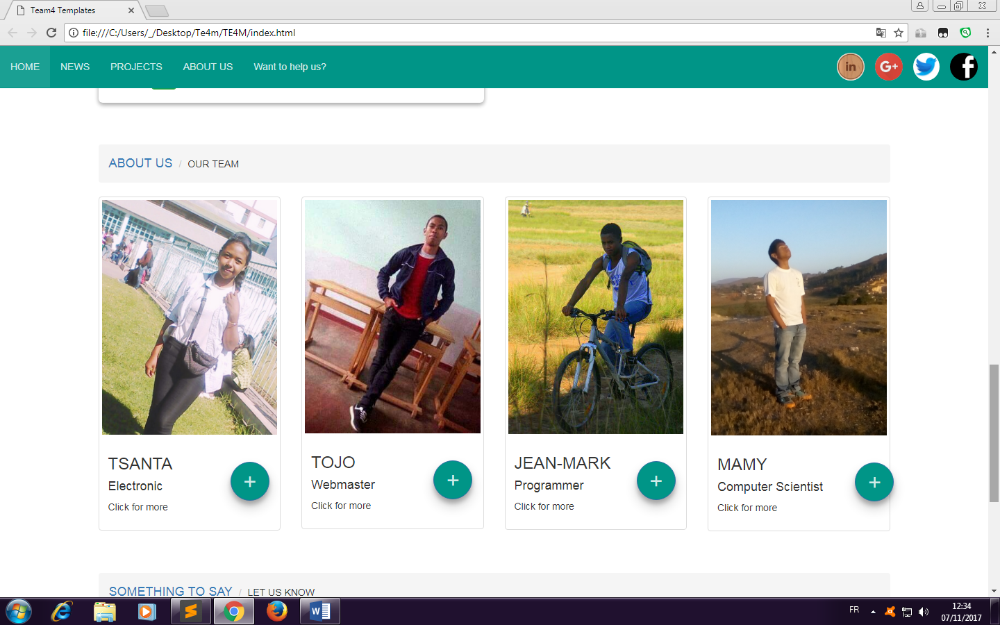 Team4 Templates
file:///C:/Users/_/Desktop/Te4m/TE4M/index.html
HOME NEWS PROJECTS ABOUT US Want to help us?
in G+ f
ABOUT US / OUR TEAM
TSANTA
Electronic
Click for more
+
TOJO
Webmaster
Click for more
+
JEAN-MARK
Programmer
Click for more
+
MAMY
Computer Scientist
Click for more
+
SOMETHING TO SAY / LET US KNOW
FR
12:34
07/11/2017